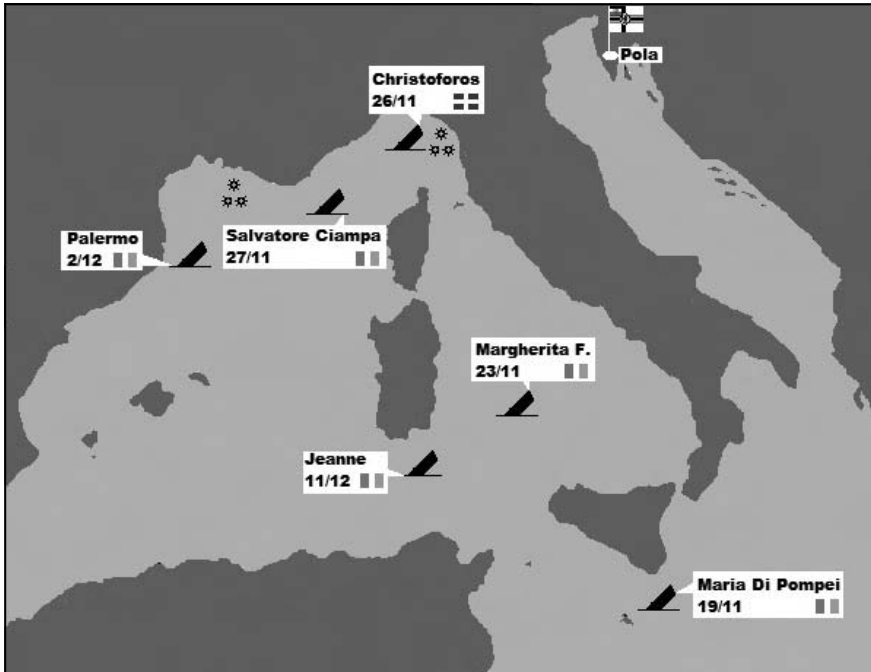 Pola
Christoforos
26/11
Palermo
2/12
Salvatore Ciampa
27/11
Margherita F.
23/11
Jeanne
11/12
Maria Di Pompei
19/11